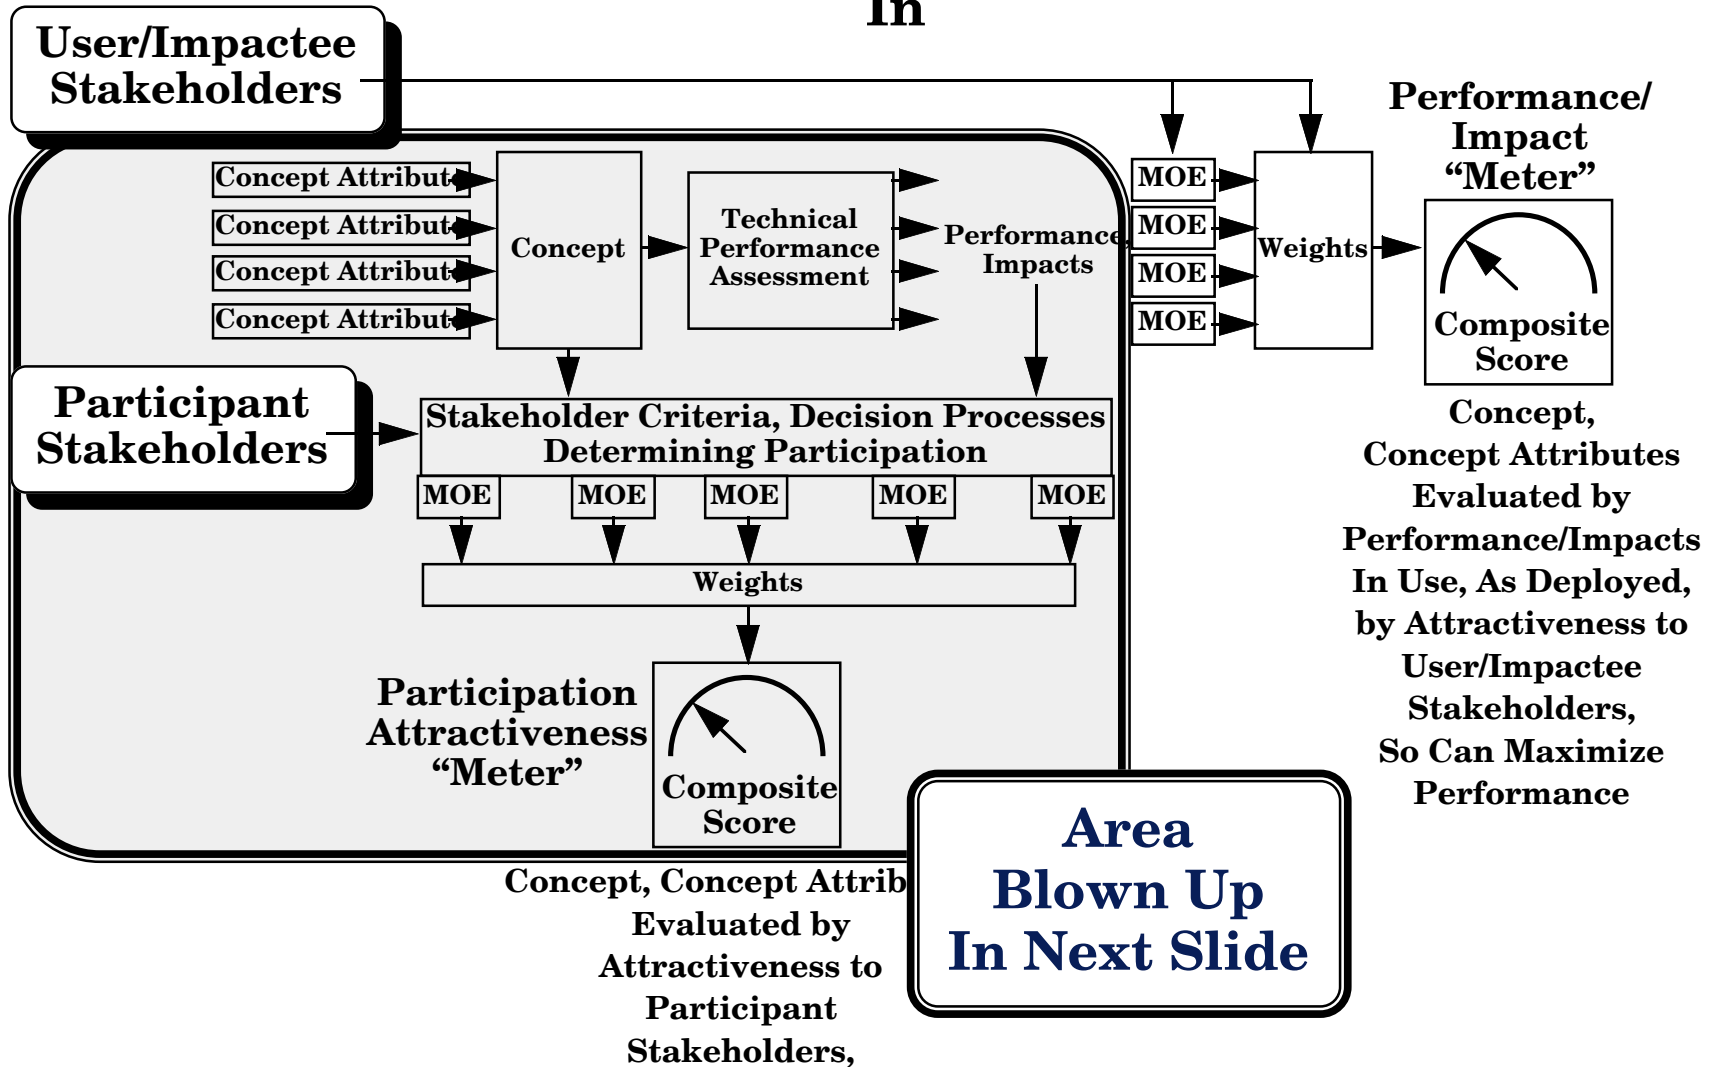 In
User/Impactee
Stakeholders
Performance/
Impact
“Meter”
Concept Attribute
Concept Attribute
Concept Attribute
Concept Attribute
Concept
Technical
Performance
Assessment
Performance,
Impacts
MOE
MOE
MOE
MOE
Weights
Composite
Score
Participant
Stakeholders
Stakeholder Criteria, Decision Processes
Determining Participation
MOE MOE MOE MOE MOE
Weights
Participation
Attractiveness
“Meter”
Composite
Score
Concept,
Concept Attributes
Evaluated by
Performance/Impacts
In Use, As Deployed,
by Attractiveness to
User/Impactee
Stakeholders,
So Can Maximize
Performance
Concept, Concept Attrib
Evaluated by
Attractiveness to
Participant
Stakeholders,
Area
Blown Up
In Next Slide